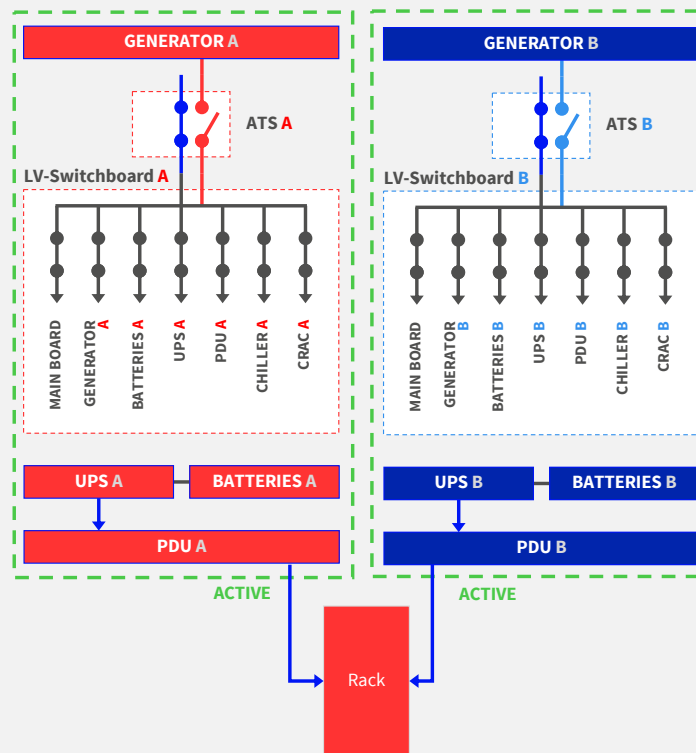 GENERATOR A
ATS A
LV-Switchboard A
MAIN BOARD
GENERATOR A
BATTERIES A
UPS A
PDU A
CHILLER A
CRAC A
UPS A
BATTERIES A
PDU A
ACTIVE
GENERATOR B
ATS B
LV-Switchboard B
MAIN BOARD
GENERATOR B
BATTERIES B
UPS B
PDU B
CHILLER B
CRAC B
UPS B
BATTERIES B
PDU B
ACTIVE
Rack